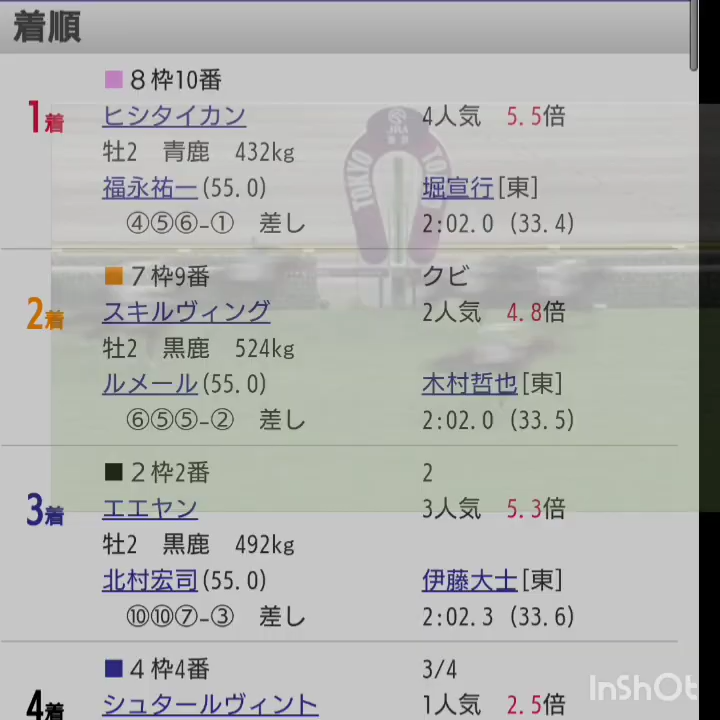 着順
8枠10番
1着 ヒシタイカン 4人気 5.5倍
牡2 青鹿 432kg
福永祐一(55.0) 堀宣行[東]
④⑤⑥-① 差し 2:02.0 (33.4)
7枠9番 クビ
2着 スキルヴィング 2人気 4.8倍
牡2 黒鹿 524kg
ルメール(55.0) 木村哲也[東]
⑥⑤⑤-② 差し 2:02.0 (33.5)
2枠2番 2
3着 エエヤン 3人気 5.3倍
牡2 黒鹿 492kg
北村宏司(55.0) 伊藤大士[東]
⑩⑩⑦-③ 差し 2:02.3 (33.6)
4枠4番 3/4
4着 シュタールヴィント 1人気 2.5倍
JRA
TOKYO
InShOt